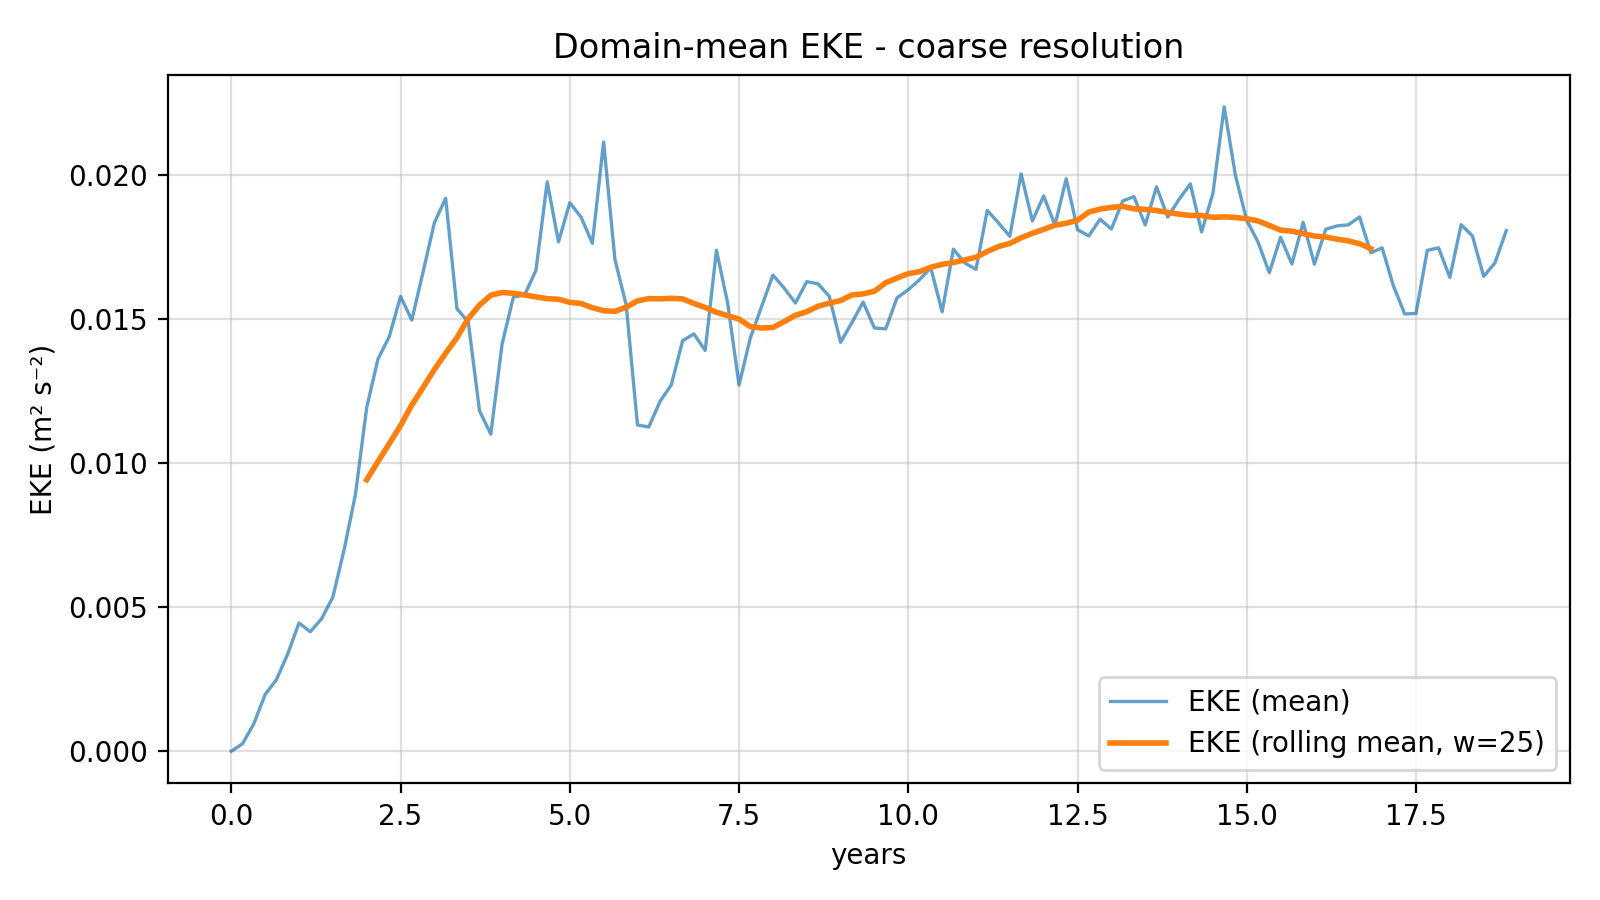 Domain-mean EKE - coarse resolution
EKE (m² s⁻²)
0.020
0.015
0.010
0.005
0.000
0.0 2.5 5.0 7.5 10.0 12.5 15.0 17.5
years
EKE (mean)
EKE (rolling mean, w=25)